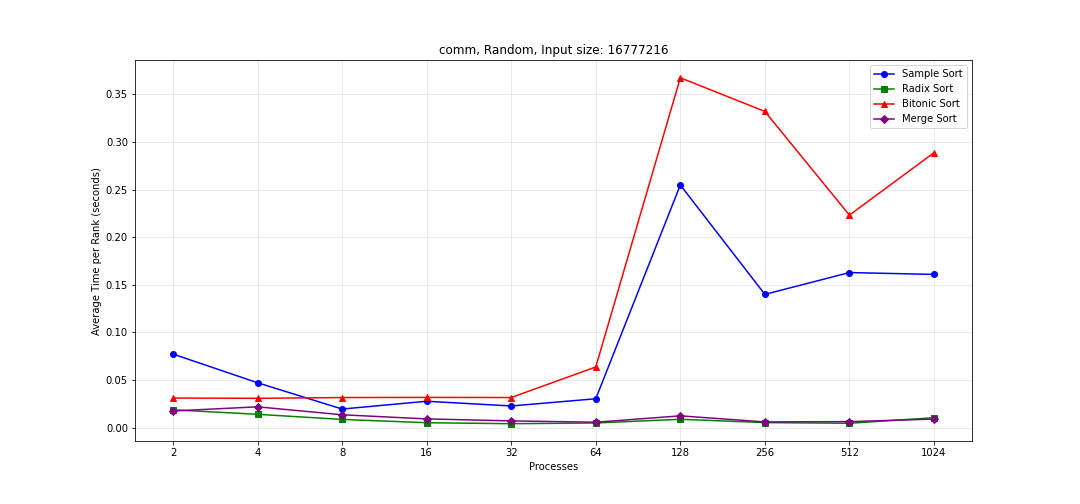 comm, Random, Input size: 16777216
Sample Sort
Radix Sort
Bitonic Sort
Merge Sort
Average Time per Rank (seconds)
0.35
0.30
0.25
0.20
0.15
0.10
0.05
0.00
2 4 8 16 32 64 128 256 512 1024
Processes